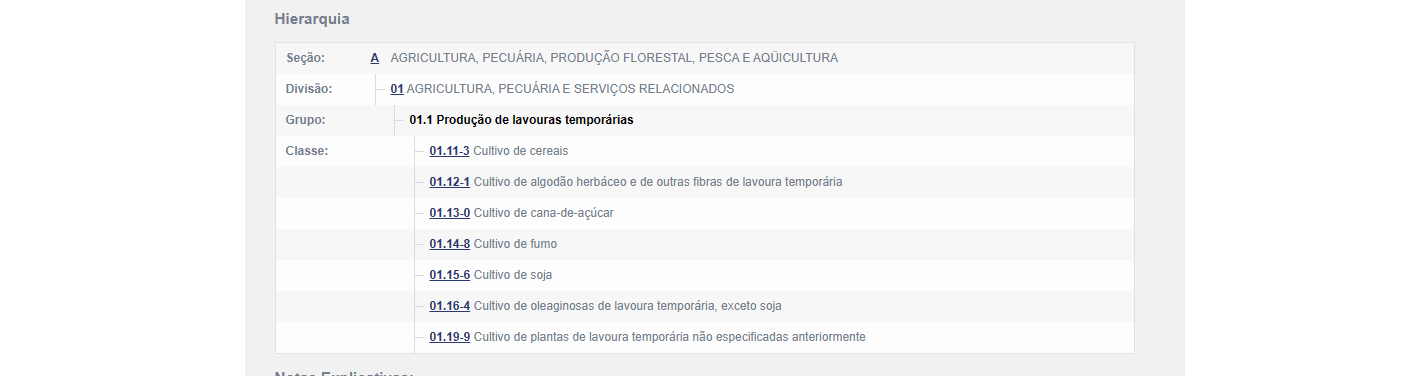 Hierarquia
Seção: A AGRICULTURA, PECUÁRIA, PRODUÇÃO FLORESTAL, PESCA E AQÜICULTURA
Divisão: 01 AGRICULTURA, PECUÁRIA E SERVIÇOS RELACIONADOS
Grupo: 01.1 Produção de lavouras temporárias
Classe: 01.11-3 Cultivo de cereais
01.12-1 Cultivo de algodão herbáceo e de outras fibras de lavoura temporária
01.13-0 Cultivo de cana-de-açúcar
01.14-8 Cultivo de fumo
01.15-6 Cultivo de soja
01.16-4 Cultivo de oleaginosas de lavoura temporária, exceto soja
01.19-9 Cultivo de plantas de lavoura temporária não especificadas anteriormente
Notas Explicativas: